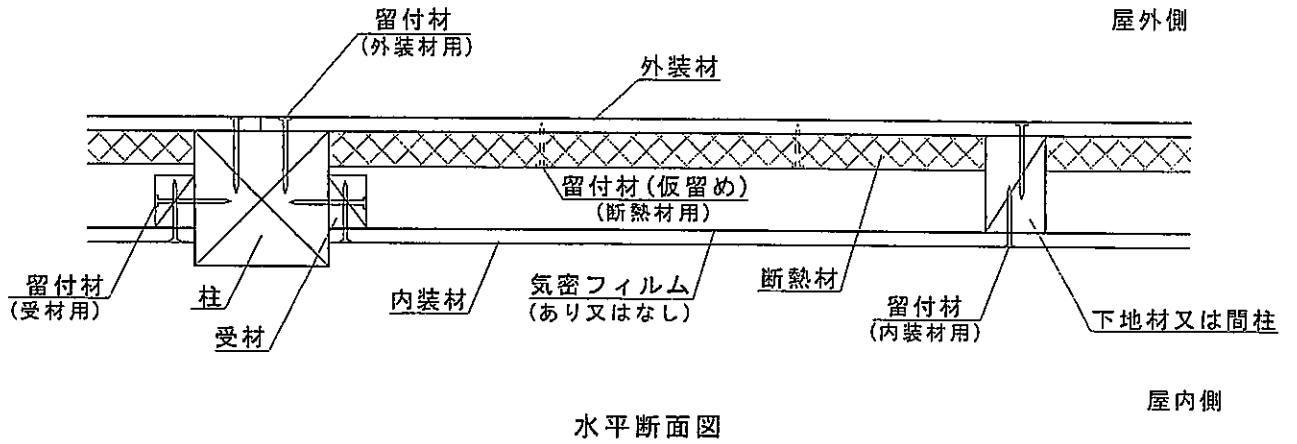 留付材
(外装材用)
屋外側
外装材
留付材(仮留め)
(断熱材用)
留付材
(受材用)
柱
受材
内装材
気密フィルム
(あり又はなし)
断熱材
留付材
(内装材用)
下地材又は間柱
屋内側
水平断面図